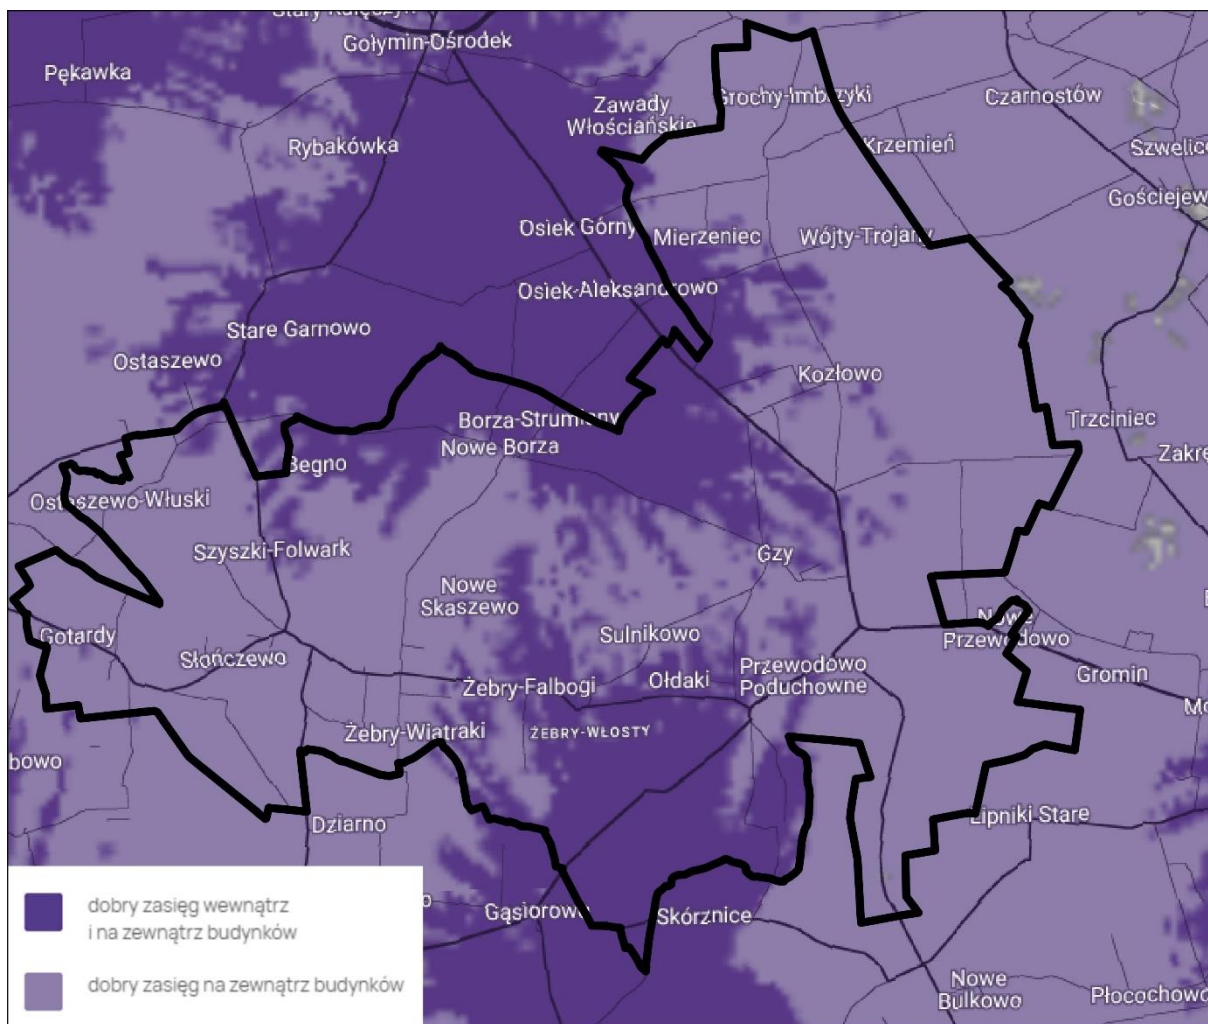 Gołymin-Ośrodek
Pękawka
Zawady
Włościańskie
Grochy-Imbrzyki
Czarnostów
Rybakówka
Krzemień
Szwelice
Gościejew
Osiek Górny
Mierzeniec
Wójty-Trojany
Osiek-Aleksandrowo
Stare Garnowo
Ostaszewo
Kozłowo
Borza-Strumiany
Trzciniec
Nowe Borza
Zakrę
Begno
Ostaszewo-Włuski
Szyszki-Folwark
Gzy
Nowe
Skaszewo
Nowe
Przewodowo
Gotardy
Sulnikowo
Słończewo
Przewodowo
Poduchowne
Gromin
Ołdaki
Żebry-Falbogi
Mo
Żebry-Wiatraki
ŻEBRY-WŁOSTY
bowo
Dziarno
Lipniki Stare
Gąsiorowo
Skórznice
Nowe
Bulkowo
Płocochowo
dobry zasięg wewnątrz
i na zewnątrz budynków
dobry zasięg na zewnątrz budynków